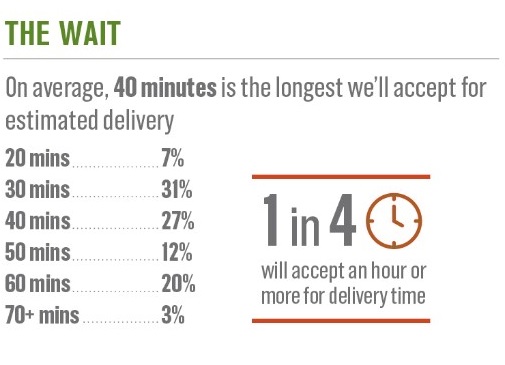 THE WAIT
On average, 40 minutes is the longest we'll accept for
estimated delivery
20 mins....................7%
30 mins....................31%
40 mins....................27%
50 mins....................12%
60 mins....................20%
70+ mins..................3%
1 in 4
will accept an hour or
more for delivery time